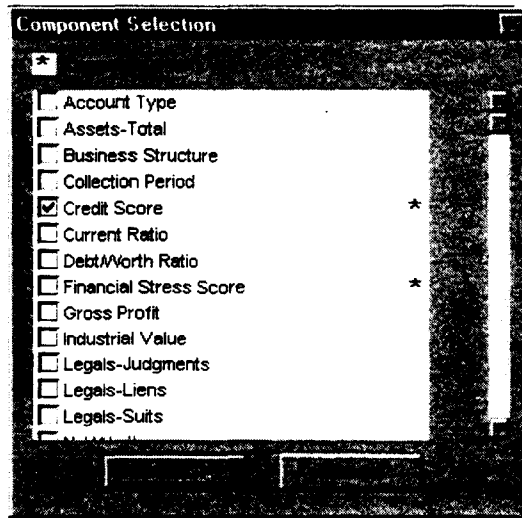 Component Selection
*
Account Type
Assets-Total
Business Structure
Collection Period
Credit Score *
Current Ratio
Debt/Worth Ratio
Financial Stress Score *
Gross Profit
Industrial Value
Legals-Judgments
Legals-Liens
Legals-Suits